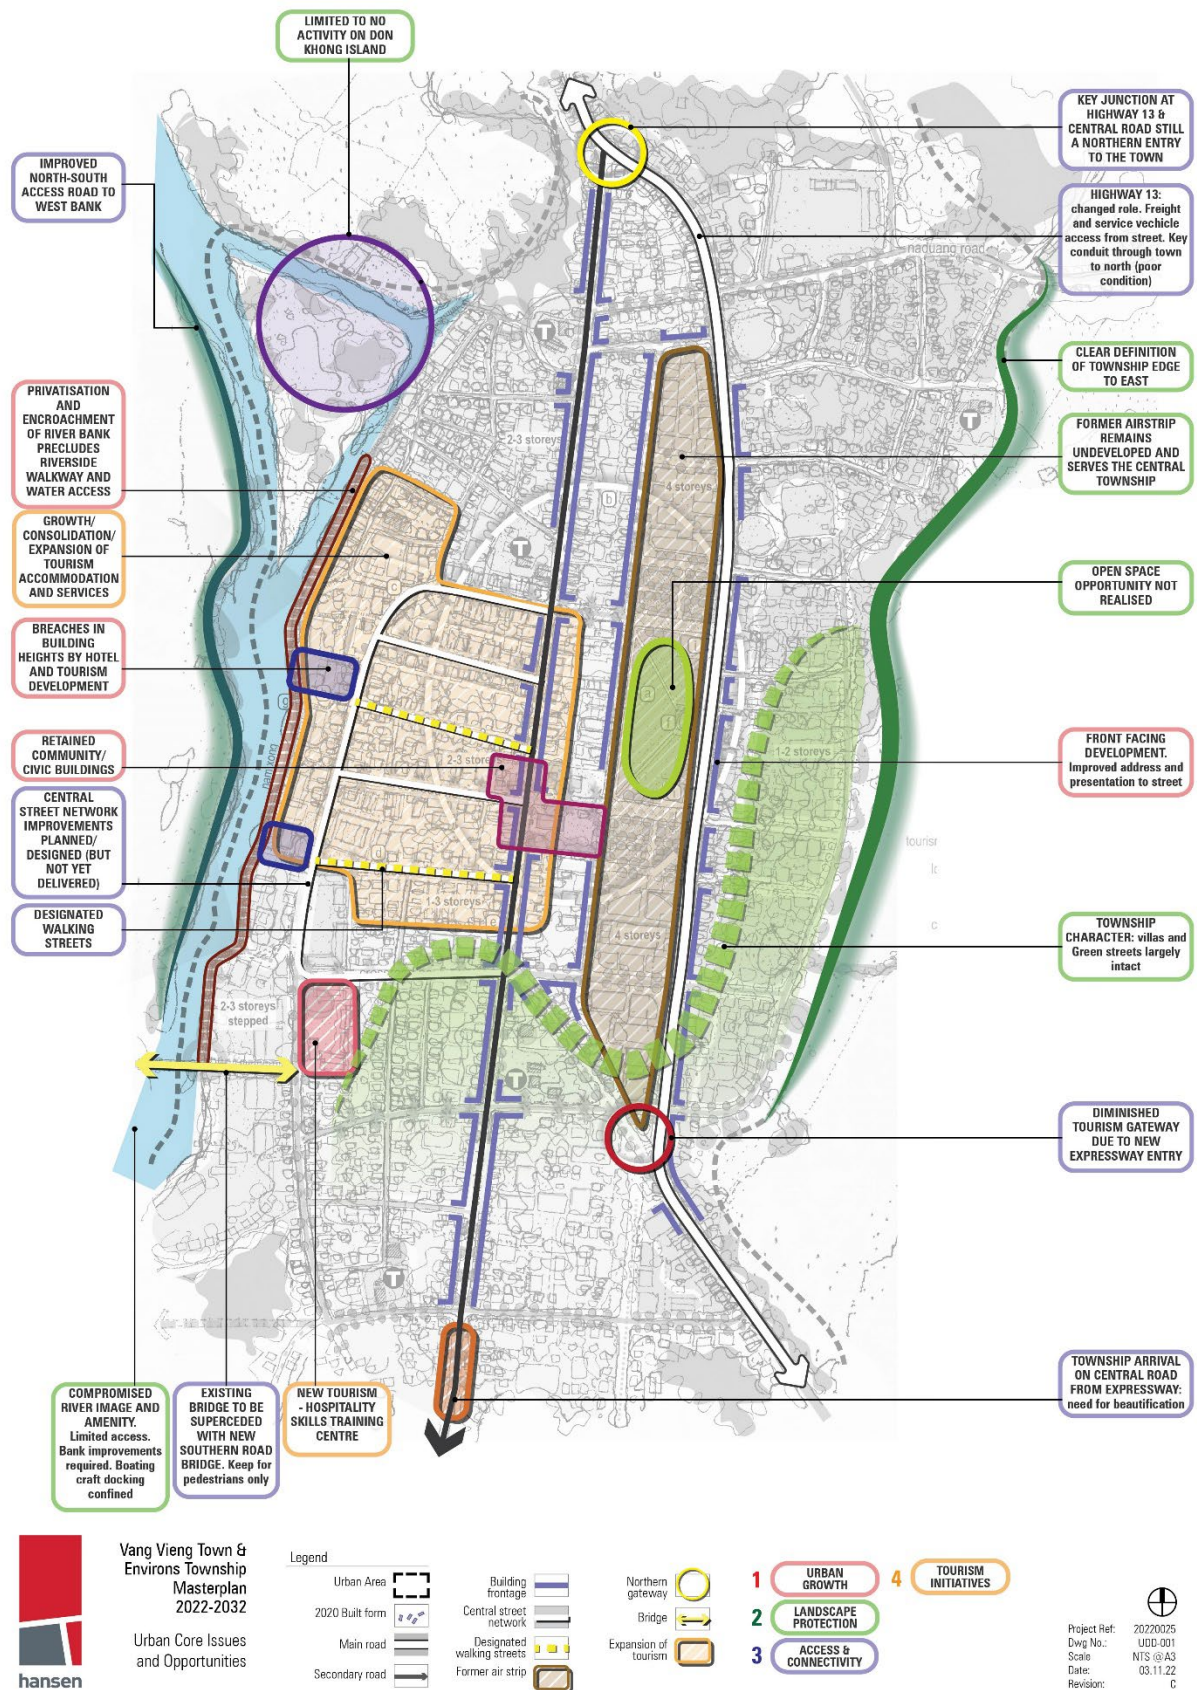 LIMITED TO NO
ACTIVITY ON DON
KHONG ISLAND
IMPROVED
NORTH-SOUTH
ACCESS ROAD TO
WEST BANK
PRIVATISATION
AND
ENCROACHMENT
OF RIVER BANK
PRECLUDES
RIVERSIDE
WALKWAY AND
WATER ACCESS
GROWTH/
CONSOLIDATION/
EXPANSION OF
TOURISM
ACCOMMODATION
AND SERVICES
BREACHES IN
BUILDING
HEIGHTS BY HOTEL
AND TOURISM
DEVELOPMENT
RETAINED
COMMUNITY/
CIVIC BUILDINGS
CENTRAL
STREET NETWORK
IMPROVEMENTS
PLANNED/
DESIGNED (BUT
NOT YET
DELIVERED)
DESIGNATED
WALKING
STREETS
KEY JUNCTION AT
HIGHWAY 13 &
CENTRAL ROAD STILL
A NORTHERN ENTRY
TO THE TOWN
HIGHWAY 13:
changed role. Freight
and service vechicle
access from street. Key
conduit through town
to north (poor
condition)
CLEAR DEFINITION
OF TOWNSHIP EDGE
TO EAST
FORMER AIRSTRIP
REMAINS
UNDEVELOPED AND
SERVES THE CENTRAL
TOWNSHIP
OPEN SPACE
OPPORTUNITY NOT
REALISED
FRONT FACING
DEVELOPMENT.
Improved address and
presentation to street
TOWNSHIP
CHARACTER: villas and
Green streets largely
intact
DIMINISHED
TOURISM GATEWAY
DUE TO NEW
EXPRESSWAY ENTRY
TOWNSHIP ARRIVAL
ON CENTRAL ROAD
FROM EXPRESSWAY:
need for beautification
naduang road
T
T
2-3 storeys
4 storeys
b
T
a
f
g
nam xong
2-3 storeys
1-2 storeys
tourisr
1-3 storeys
4 storeys
2-3 storeys
stepped
T
T
COMPROMISED
RIVER IMAGE AND
AMENITY.
Limited access.
Bank improvements
required. Boating
craft docking
confined
EXISTING
BRIDGE TO BE
SUPERCEDED
WITH NEW
SOUTHERN ROAD
BRIDGE. Keep for
pedestrians only
NEW TOURISM
- HOSPITALITY
SKILLS TRAINING
CENTRE
hansen
Vang Vieng Town &
Environs Township
Masterplan
2022-2032
Urban Core Issues
and Opportunities
Legend
Urban Area
2020 Built form
Main road
Secondary road
Building
frontage
Central street
network
Designated
walking streets
Former air strip
Northern
gateway
Bridge
Expansion of
tourism
1 URBAN
GROWTH
2 LANDSCAPE
PROTECTION
3 ACCESS &
CONNECTIVITY
4 TOURISM
INITIATIVES
Project Ref: 20220025
Dwg No.: UDD-001
Scale NTS @A3
Date: 03.11.22
Revision: C